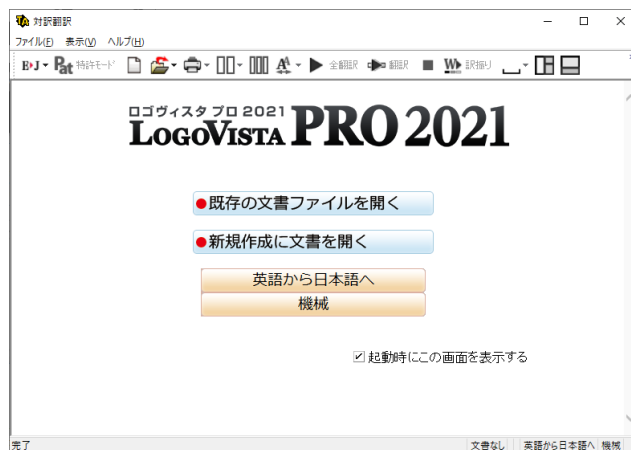 対訳翻訳
ファイル(F) 表示(V) ヘルプ(H)
E▸J Pat 特許モード A 全翻訳 翻訳 W 訳振り
ロゴヴィスタ プロ 2021
LOGOVISTA PRO 2021
●既存の文書ファイルを開く
●新規作成に文書を開く
英語から日本語へ
機械
起動時にこの画面を表示する
完了 文書なし 英語から日本語へ 機械